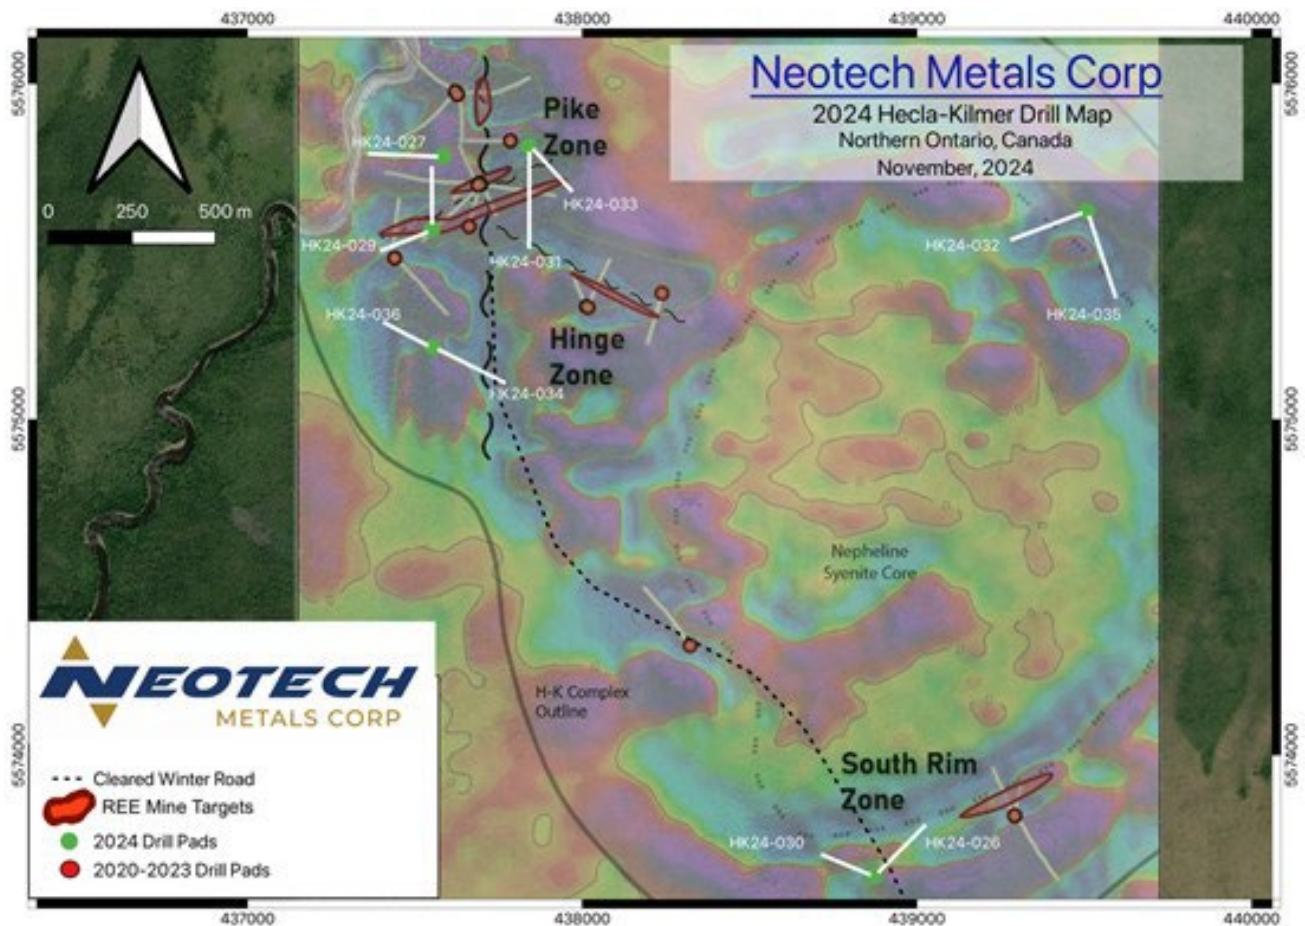 437000
438000
439000
440000
Neotech Metals Corp
2024 Hecla-Kilmer Drill Map
Northern Ontario, Canada
November, 2024
5576000
5576000
Pike
Zone
HK24-027
0 250 500 m
HK24-033
HK24-029
HK24-031
HK24-032
HK24-036
HK24-035
Hinge
Zone
HK24-034
5575000
5575000
Nepheline
Syenite Core
NEOTECH
METALS CORP
H-K Complex
Outline
5574000
5574000
South Rim
Zone
Cleared Winter Road
REE Mine Targets
2024 Drill Pads
2020-2023 Drill Pads
HK24-030
HK24-026
437000
438000
439000
440000